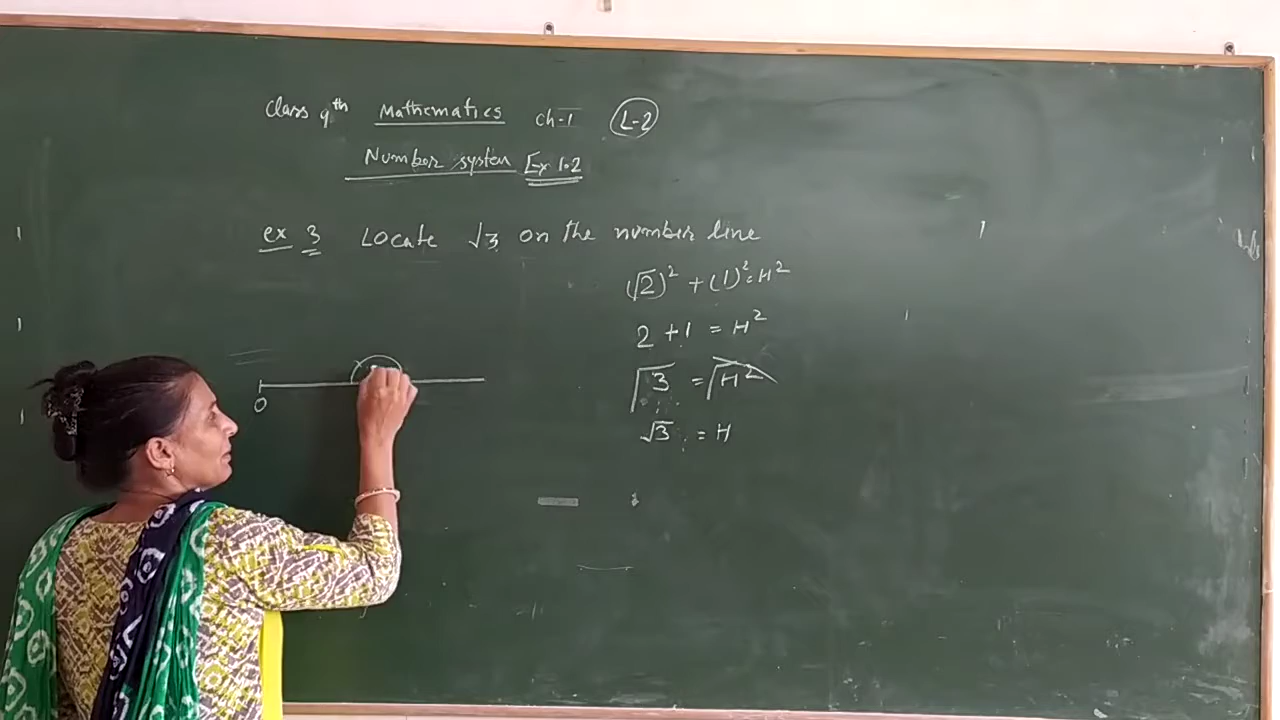 Class 9th Mathematics ch-1 L-2
Number system Ex 1.2
ex 3 Locate √3 on the number line
(√2)² + (1)² = H²
2 + 1 = H²
√3 = √H²
√3 = H
0